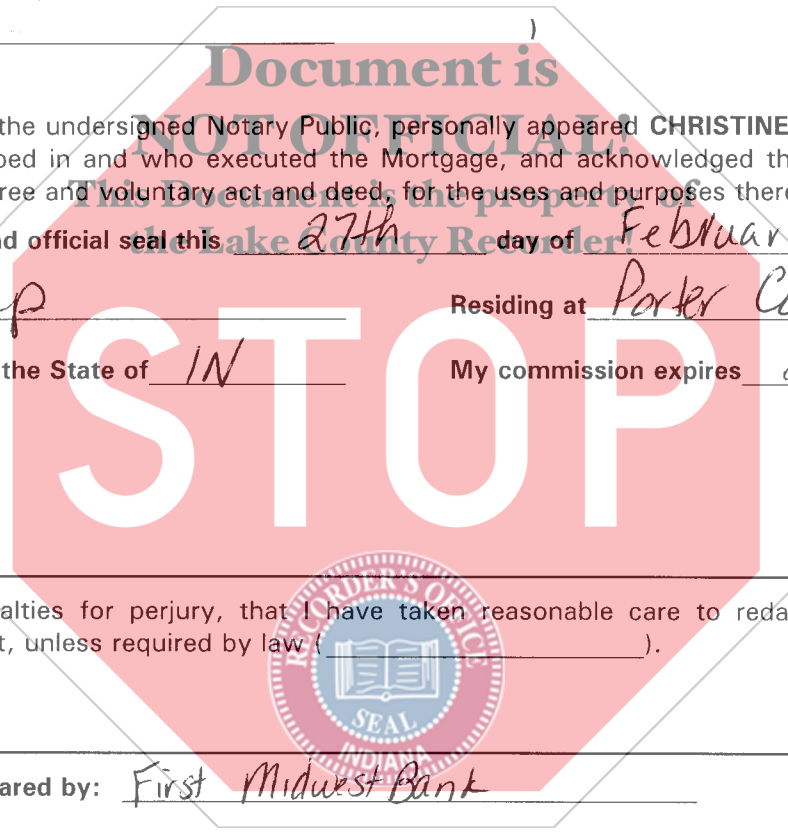 )
Document is
NOT OFFICIAL!
the undersigned Notary Public, personally appeared CHRISTINE
bed in and who executed the Mortgage, and acknowledged th
This Document is the property of
ree and voluntary act and deed, for the uses and purposes there
the Lake County Recorder!
d official seal this 27th day of Februar
Residing at Porter Co
the State of IN My commission expires
STOP
alties for perjury, that I have taken reasonable care to reda
t, unless required by law ( ).
RECORDER'S OFFICE
SEAL
INDIANA
ared by: First Midwest Bank